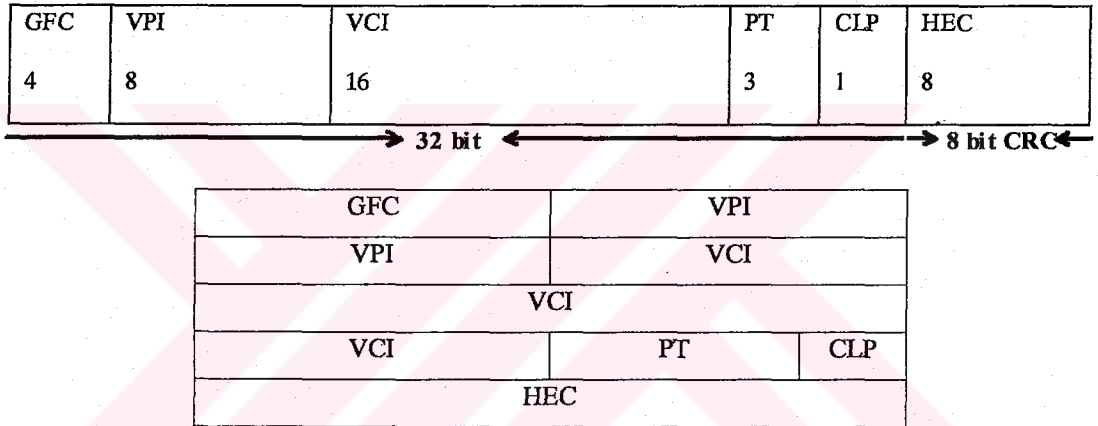 GFC VPI VCI PT CLP HEC
4 8 16 3 1 8
32 bit 8 bit CRC
GFC VPI
VPI VCI
VCI
VCI PT CLP
HEC